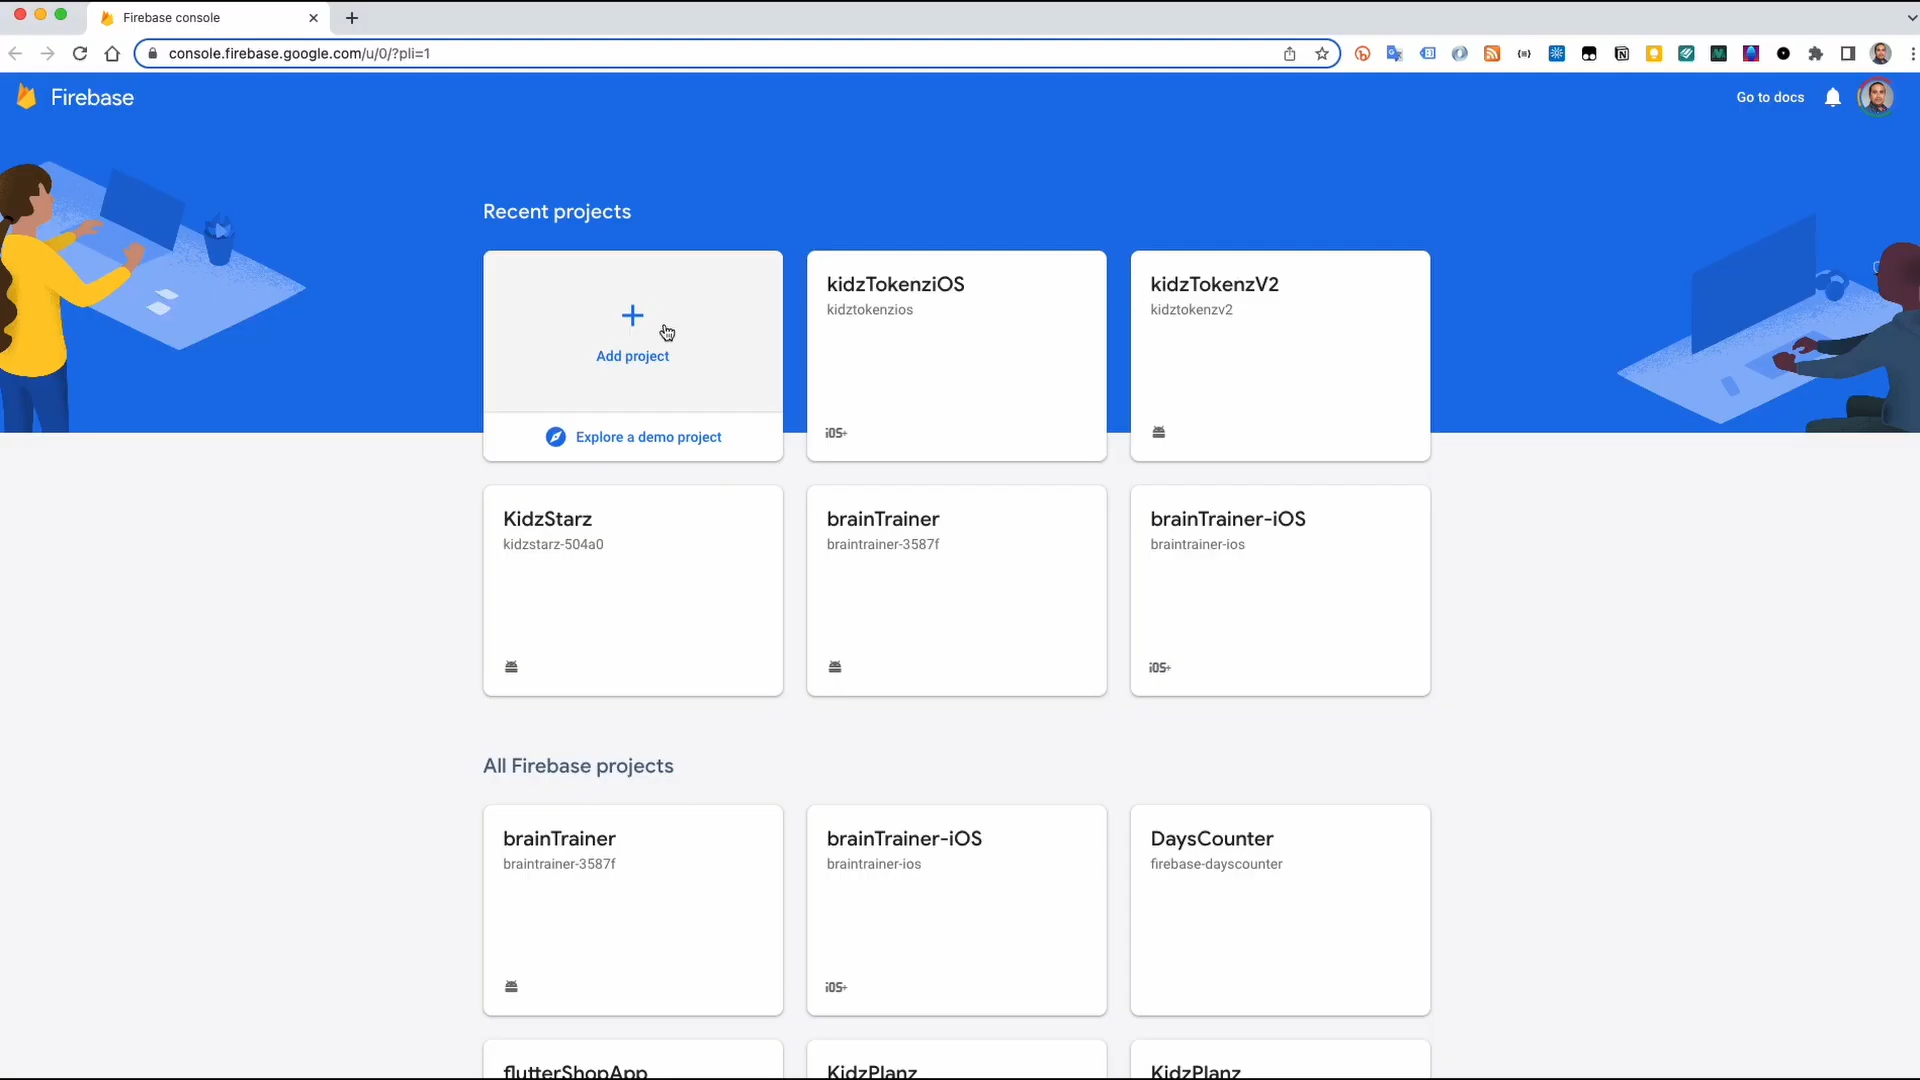 Firebase console
console.firebase.google.com/u/0/?pli=1
Firebase
Go to docs
Recent projects
Add project
Explore a demo project
kidzTokenziOS
kidztokenzios
iOS+
kidzTokenzV2
kidztokenzv2
KidzStarz
kidzstarz-504a0
brainTrainer
braintrainer-3587f
brainTrainer-iOS
braintrainer-ios
iOS+
All Firebase projects
brainTrainer
braintrainer-3587f
brainTrainer-iOS
braintrainer-ios
iOS+
DaysCounter
firebase-dayscounter
flutterShopApp
KidzPlanz
KidzPlanz